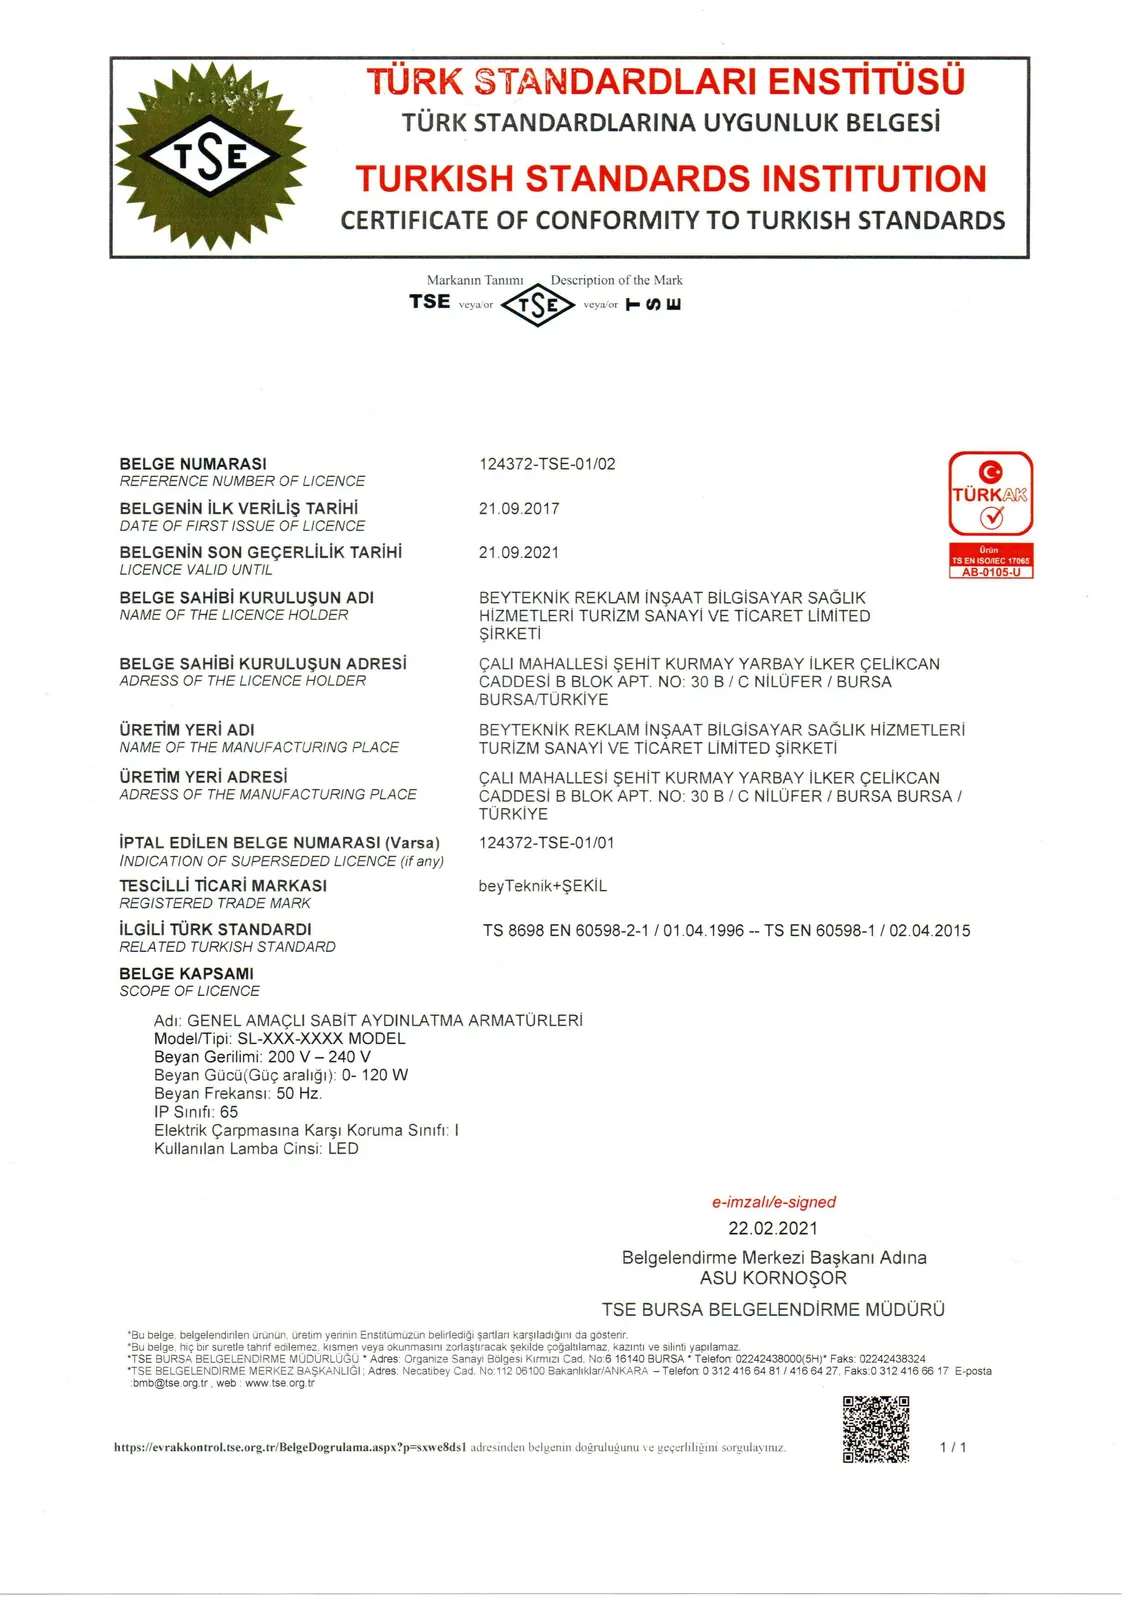 TÜRK STANDARDLARI ENSTİTÜSÜ
TÜRK STANDARDLARINA UYGUNLUK BELGESİ
TURKISH STANDARDS INSTITUTION
CERTIFICATE OF CONFORMITY TO TURKISH STANDARDS
TSE
Markanın Tanımı Description of the Mark
TSE veya/or TSE veya/or TSE
BELGE NUMARASI 124372-TSE-01/02
REFERENCE NUMBER OF LICENCE
BELGENİN İLK VERİLİŞ TARİHİ 21.09.2017
DATE OF FIRST ISSUE OF LICENCE
BELGENİN SON GEÇERLİLİK TARİHİ 21.09.2021
LICENCE VALID UNTIL
TÜRKAK
Ürün
TS EN ISO/IEC 17065
AB-0105-U
BELGE SAHİBİ KURULUŞUN ADI BEYTEKNİK REKLAM İNŞAAT BİLGİSAYAR SAĞLIK
NAME OF THE LICENCE HOLDER HİZMETLERİ TURİZM SANAYİ VE TİCARET LİMİTED
ŞİRKETİ
BELGE SAHİBİ KURULUŞUN ADRESİ ÇALI MAHALLESİ ŞEHİT KURMAY YARBAY İLKER ÇELİKCAN
ADRESS OF THE LICENCE HOLDER CADDESİ B BLOK APT. NO: 30 B / C NİLÜFER / BURSA
BURSA/TÜRKİYE
ÜRETİM YERİ ADI BEYTEKNİK REKLAM İNŞAAT BİLGİSAYAR SAĞLIK HİZMETLERİ
NAME OF THE MANUFACTURING PLACE TURİZM SANAYİ VE TİCARET LİMİTED ŞİRKETİ
ÜRETİM YERİ ADRESİ ÇALI MAHALLESİ ŞEHİT KURMAY YARBAY İLKER ÇELİKCAN
ADRESS OF THE MANUFACTURING PLACE CADDESİ B BLOK APT. NO: 30 B / C NİLÜFER / BURSA BURSA /
TÜRKİYE
İPTAL EDİLEN BELGE NUMARASI (Varsa) 124372-TSE-01/01
INDICATION OF SUPERSEDED LICENCE (if any)
TESCİLLİ TİCARİ MARKASI beyTeknik+ŞEKİL
REGISTERED TRADE MARK
İLGİLİ TÜRK STANDARDI TS 8698 EN 60598-2-1 / 01.04.1996 -- TS EN 60598-1 / 02.04.2015
RELATED TURKISH STANDARD
BELGE KAPSAMI
SCOPE OF LICENCE
Adı: GENEL AMAÇLI SABİT AYDINLATMA ARMATÜRLERİ
Model/Tipi: SL-XXX-XXXX MODEL
Beyan Gerilimi: 200 V – 240 V
Beyan Gücü(Güç aralığı): 0- 120 W
Beyan Frekansı: 50 Hz.
IP Sınıfı: 65
Elektrik Çarpmasına Karşı Koruma Sınıfı: I
Kullanılan Lamba Cinsi: LED
e-imzalı/e-signed
22.02.2021
Belgelendirme Merkezi Başkanı Adına
ASU KORNOŞOR
TSE BURSA BELGELENDİRME MÜDÜRÜ
*Bu belge, belgelendirilen ürünün, üretim yerinin Enstitümüzün belirlediği şartları karşıladığını da gösterir.
*Bu belge, hiç bir suretle tahrif edilemez, kısmen veya okunmasını zorlaştıracak şekilde çoğaltılamaz, kazıntı ve silinti yapılamaz.
*TSE BURSA BELGELENDİRME MÜDÜRLÜĞÜ * Adres: Organize Sanayi Bölgesi Kırmızı Cad. No:6 16140 BURSA * Telefon: 02242438000(5H)* Faks: 02242438324
*TSE BELGELENDİRME MERKEZ BAŞKANLIĞI; Adres: Necatibey Cad. No:112 06100 Bakanlıklar/ANKARA – Telefon: 0 312 416 64 81 / 416 64 27, Faks:0 312 416 66 17 E-posta
:bmb@tse.org.tr , web : www.tse.org.tr
https://evrakkontrol.tse.org.tr/BelgeDogrulama.aspx?p=sxwe8ds1 adresinden belgenin doğruluğunu ve geçerliliğini sorgulayınız.
1 / 1